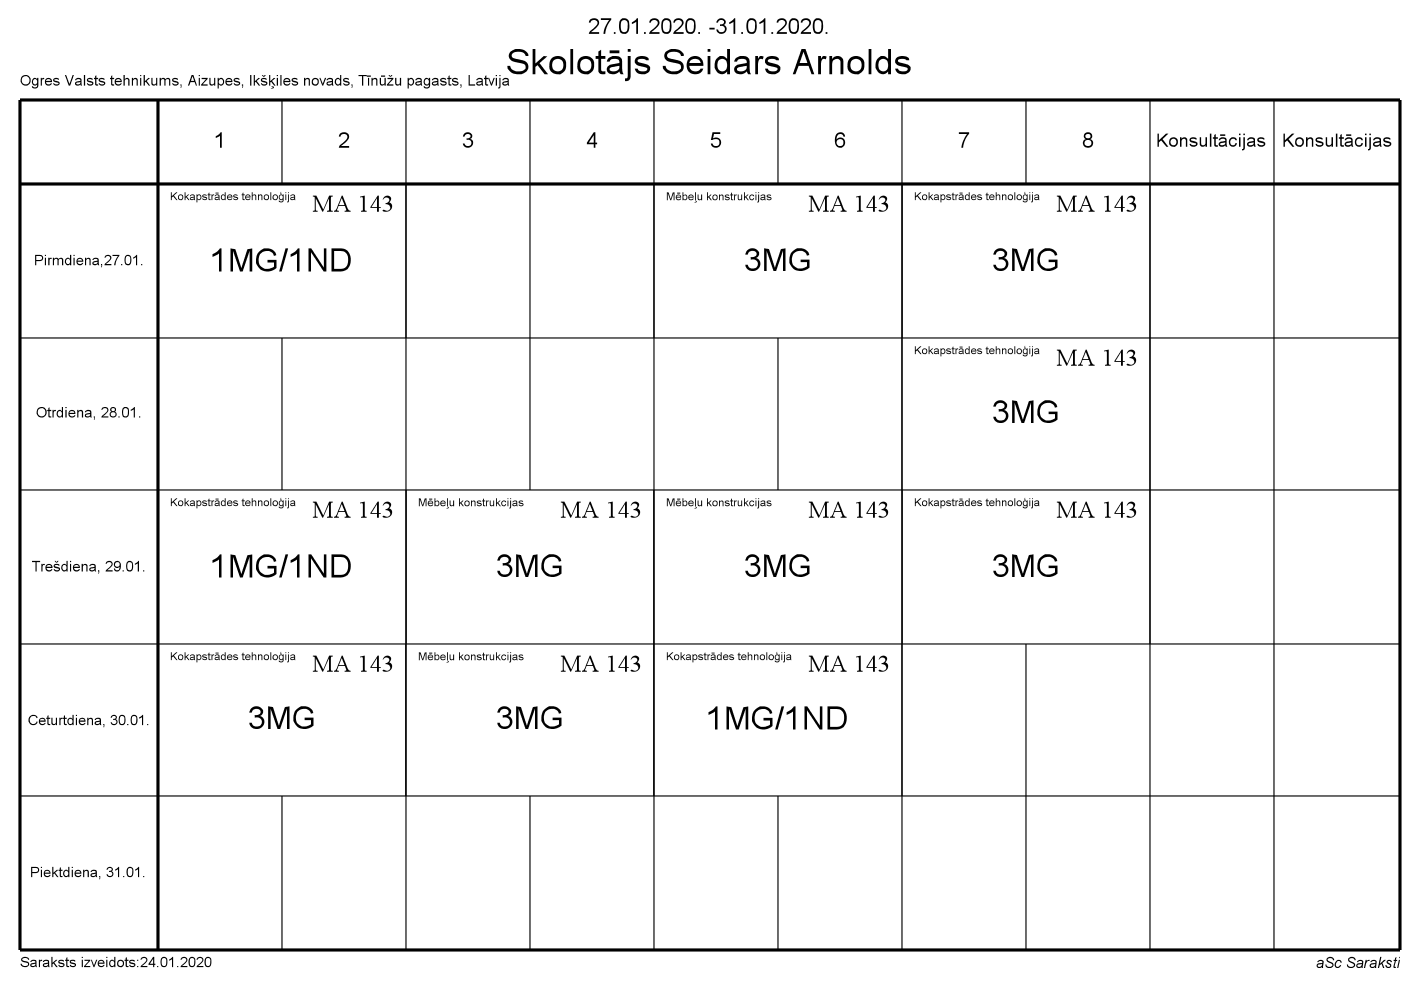 27.01.2020. -31.01.2020.
Skolotājs Seidars Arnolds
Ogres Valsts tehnikums, Aizupes, Ikšķiles novads, Tīnūžu pagasts, Latvija
1 2 3 4 5 6 7 8 Konsultācijas Konsultācijas
Kokapstrādes tehnoloģija MA 143 Mēbeļu konstrukcijas MA 143 Kokapstrādes tehnoloģija MA 143
Pirmdiena,27.01. 1MG/1ND 3MG 3MG
Kokapstrādes tehnoloģija MA 143
Otrdiena, 28.01. 3MG
Kokapstrādes tehnoloģija MA 143 Mēbeļu konstrukcijas MA 143 Mēbeļu konstrukcijas MA 143 Kokapstrādes tehnoloģija MA 143
Trešdiena, 29.01. 1MG/1ND 3MG 3MG 3MG
Kokapstrādes tehnoloģija MA 143 Mēbeļu konstrukcijas MA 143 Kokapstrādes tehnoloģija MA 143
Ceturtdiena, 30.01. 3MG 3MG 1MG/1ND
Piektdiena, 31.01.
Saraksts izveidots:24.01.2020 aSc Saraksti